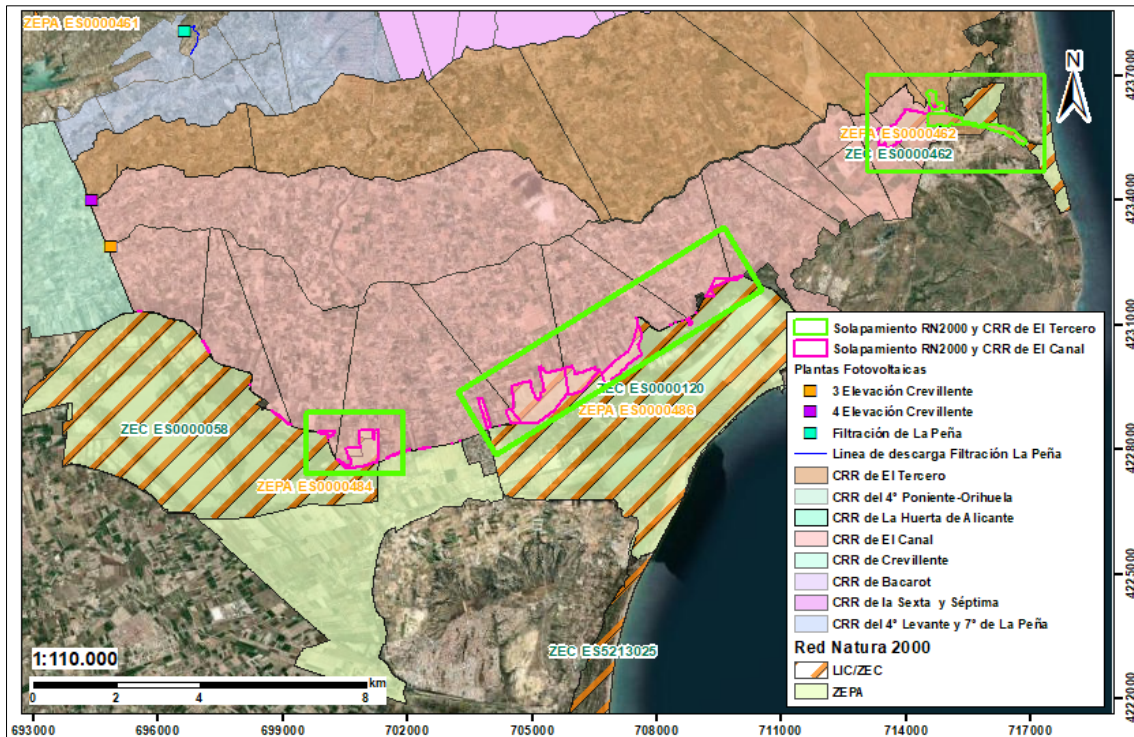 ZEPA ES0000461
N
4237000
ZEPA ES0000462
ZEC ES0000462
4234000
4231000
Solapamiento RN2000 y CRR de El Tercero
Solapamiento RN2000 y CRR de El Canal
Plantas Fotovoltaicas
3 Elevación Crevillente
4 Elevación Crevillente
Filtración de La Peña
Linea de descarga Filtración La Peña
CRR de El Tercero
CRR del 4º Poniente-Orihuela
CRR de La Huerta de Alicante
CRR de El Canal
CRR de Crevillente
CRR de Bacarot
CRR de la Sexta y Séptima
CRR del 4º Levante y 7º de La Peña
Red Natura 2000
LIC/ZEC
ZEPA
ZEC ES0000120
ZEPA ES0000486
ZEC ES0000058
ZEPA ES0000484
4228000
4225000
ZEC ES5213025
4222000
1:110.000
km
0 2 4 8
693000 696000 699000 702000 705000 708000 711000 714000 717000